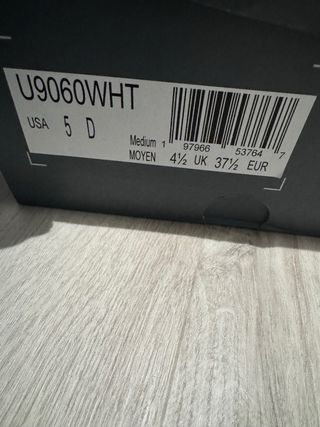 U9060WHT
USA 5 D
Medium 1 97966 53764 7
MOYEN 4½ UK 37½ EUR